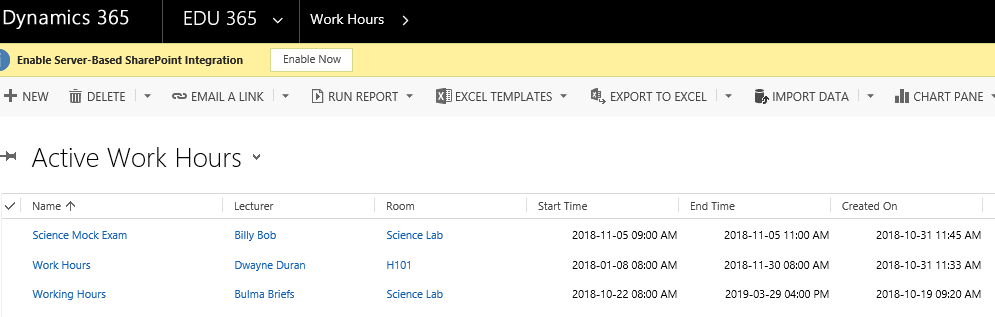 Dynamics 365 EDU 365 Work Hours
Enable Server-Based SharePoint Integration Enable Now
NEW DELETE EMAIL A LINK RUN REPORT EXCEL TEMPLATES EXPORT TO EXCEL IMPORT DATA CHART PANE
Active Work Hours
Name Lecturer Room Start Time End Time Created On
Science Mock Exam Billy Bob Science Lab 2018-11-05 09:00 AM 2018-11-05 11:00 AM 2018-10-31 11:45 AM
Work Hours Dwayne Duran H101 2018-01-08 08:00 AM 2018-11-30 08:00 AM 2018-10-31 11:33 AM
Working Hours Bulma Briefs Science Lab 2018-10-22 08:00 AM 2019-03-29 04:00 PM 2018-10-19 09:20 AM